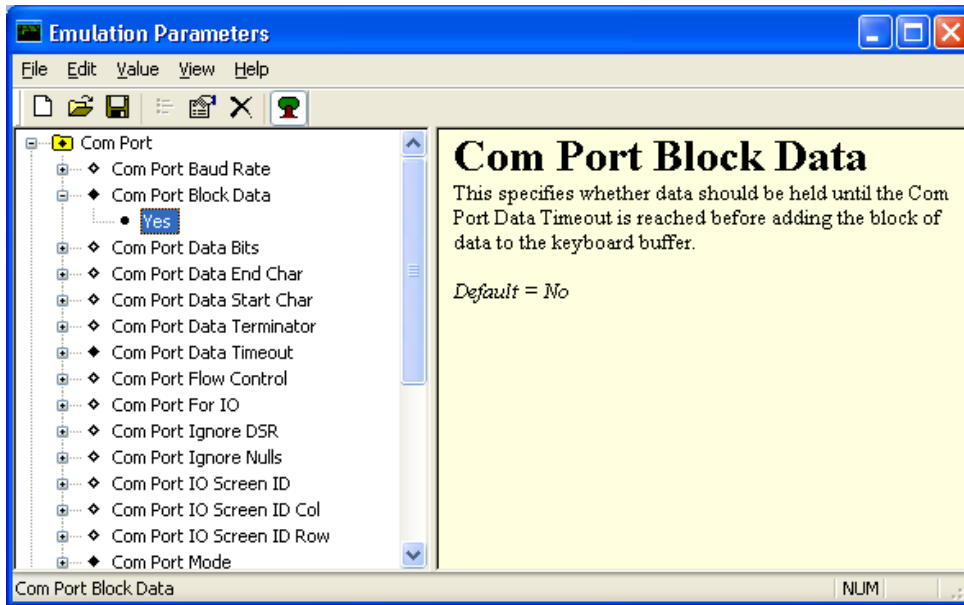 Emulation Parameters
File Edit Value View Help
Com Port
Com Port Baud Rate
Com Port Block Data
Yes
Com Port Data Bits
Com Port Data End Char
Com Port Data Start Char
Com Port Data Terminator
Com Port Data Timeout
Com Port Flow Control
Com Port For IO
Com Port Ignore DSR
Com Port Ignore Nulls
Com Port IO Screen ID
Com Port IO Screen ID Col
Com Port IO Screen ID Row
Com Port Mode
Com Port Block Data
This specifies whether data should be held until the Com
Port Data Timeout is reached before adding the block of
data to the keyboard buffer.
Default = No
Com Port Block Data
NUM